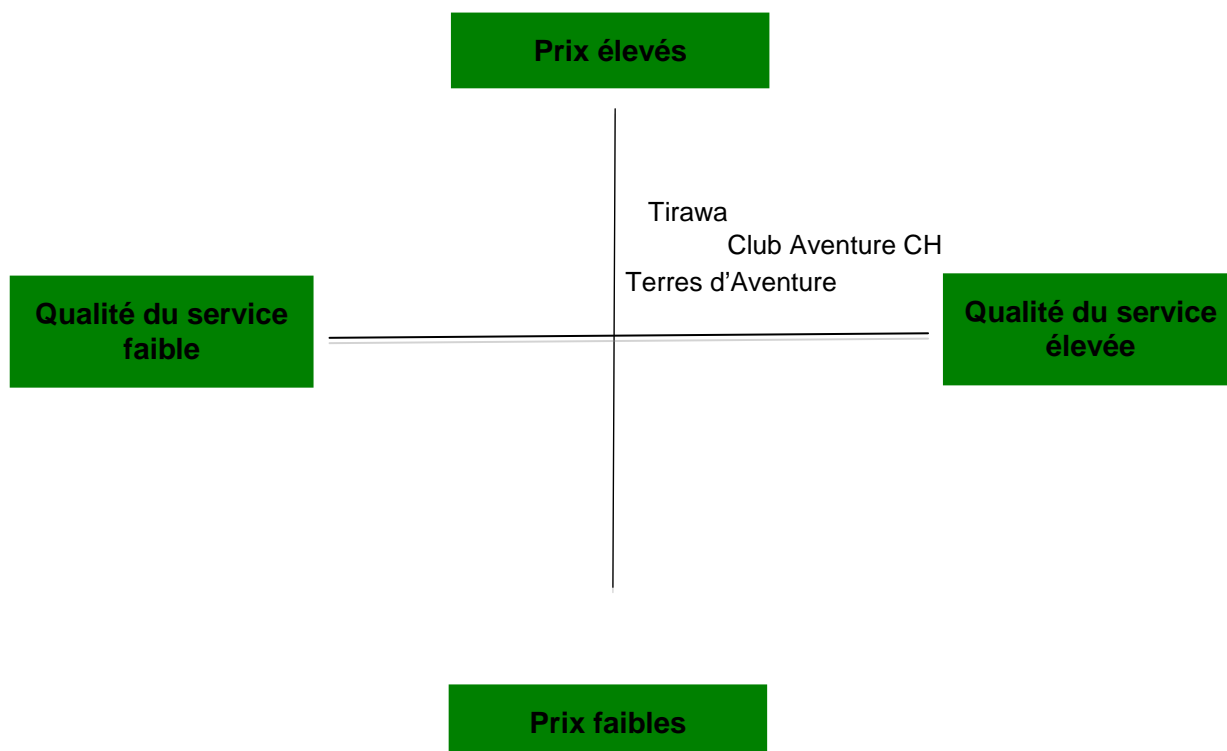 Prix élevés
Tirawa
Club Aventure CH
Terres d’Aventure
Qualité du service
faible
Qualité du service
élevée
Prix faibles